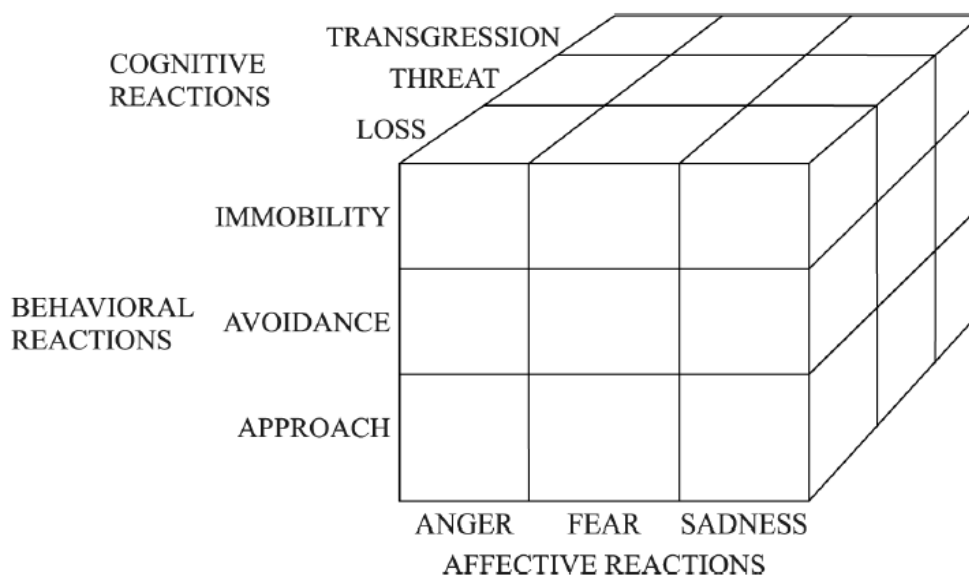 TRANSGRESSION
COGNITIVE
REACTIONS
THREAT
LOSS
IMMOBILITY
BEHAVIORAL
REACTIONS
AVOIDANCE
APPROACH
ANGER FEAR SADNESS
AFFECTIVE REACTIONS